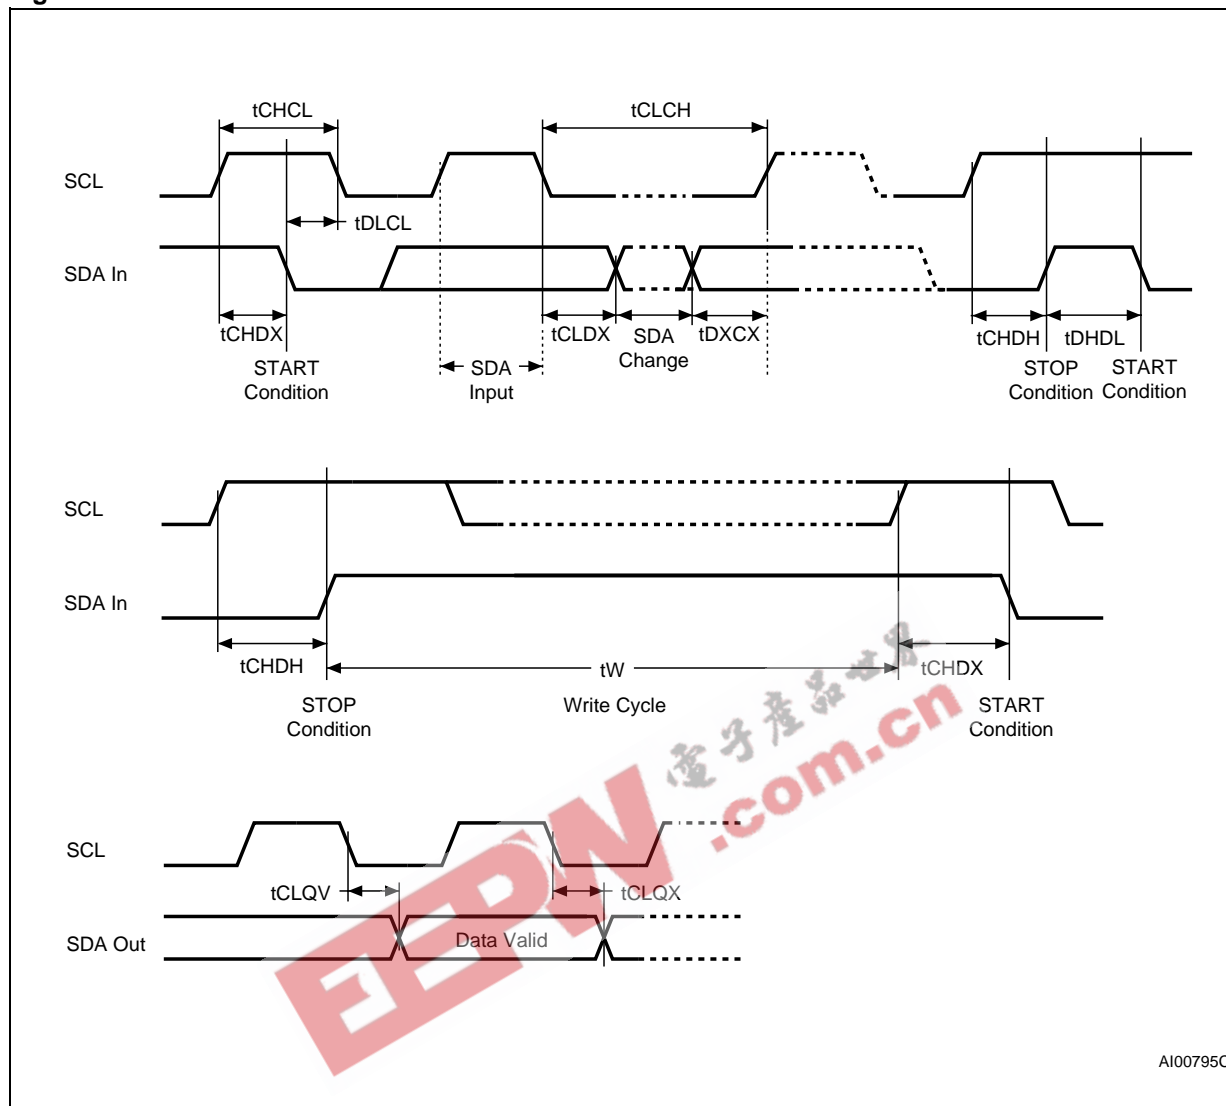 tCHCL
tCLCH
SCL
tDLCL
SDA In
tCHDX
tCLDX
SDA
Change
tDXCX
tCHDH
tDHDL
START
Condition
SDA
Input
STOP
Condition
START
Condition
SCL
SDA In
tCHDH
tW
tCHDX
STOP
Condition
Write Cycle
START
Condition
電子產品世界
.com.cn
EEPW
SCL
tCLQV
tCLQX
SDA Out
Data Valid
AI00795C